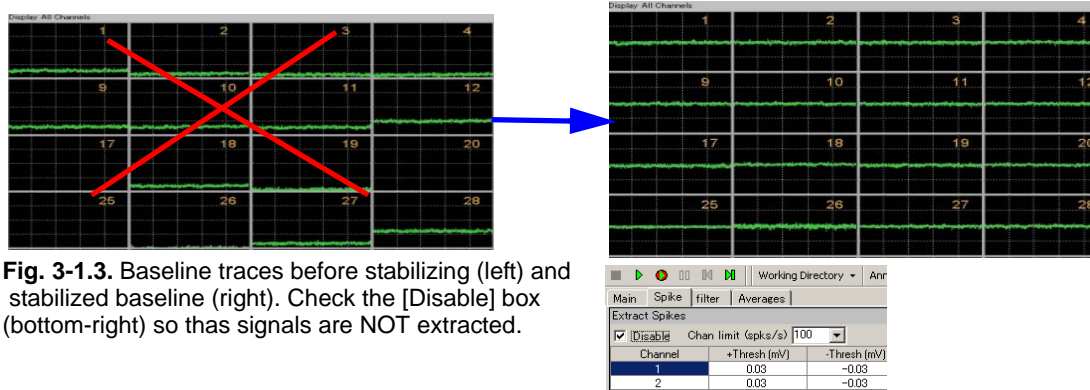 Display All Channels
1 2 3 4
9 10 11 12
17 18 19 20
25 26 27 28
Display All Channels
1 2 3 4
9 10 11 12
17 18 19 20
25 26 27 28
Fig. 3-1.3. Baseline traces before stabilizing (left) and
stabilized baseline (right). Check the [Disable] box
(bottom-right) so thas signals are NOT extracted.
Working Directory
Main Spike filter Averages
Extract Spikes
Disable Chan limit (spks/s) 100
Channel +Thresh (mV) -Thresh (mV)
1 0.03 -0.03
2 0.03 -0.03